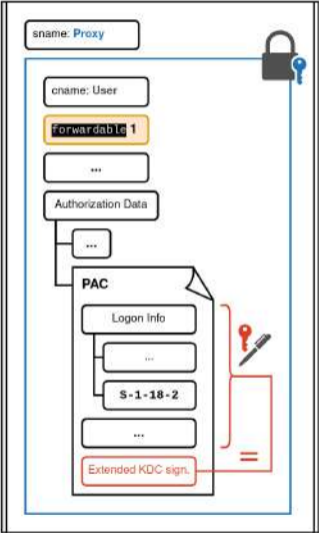 sname: Proxy
cname: User
forwardable 1
...
Authorization Data
...
PAC
Logon Info
...
S-1-18-2
...
Extended KDC sign.
=